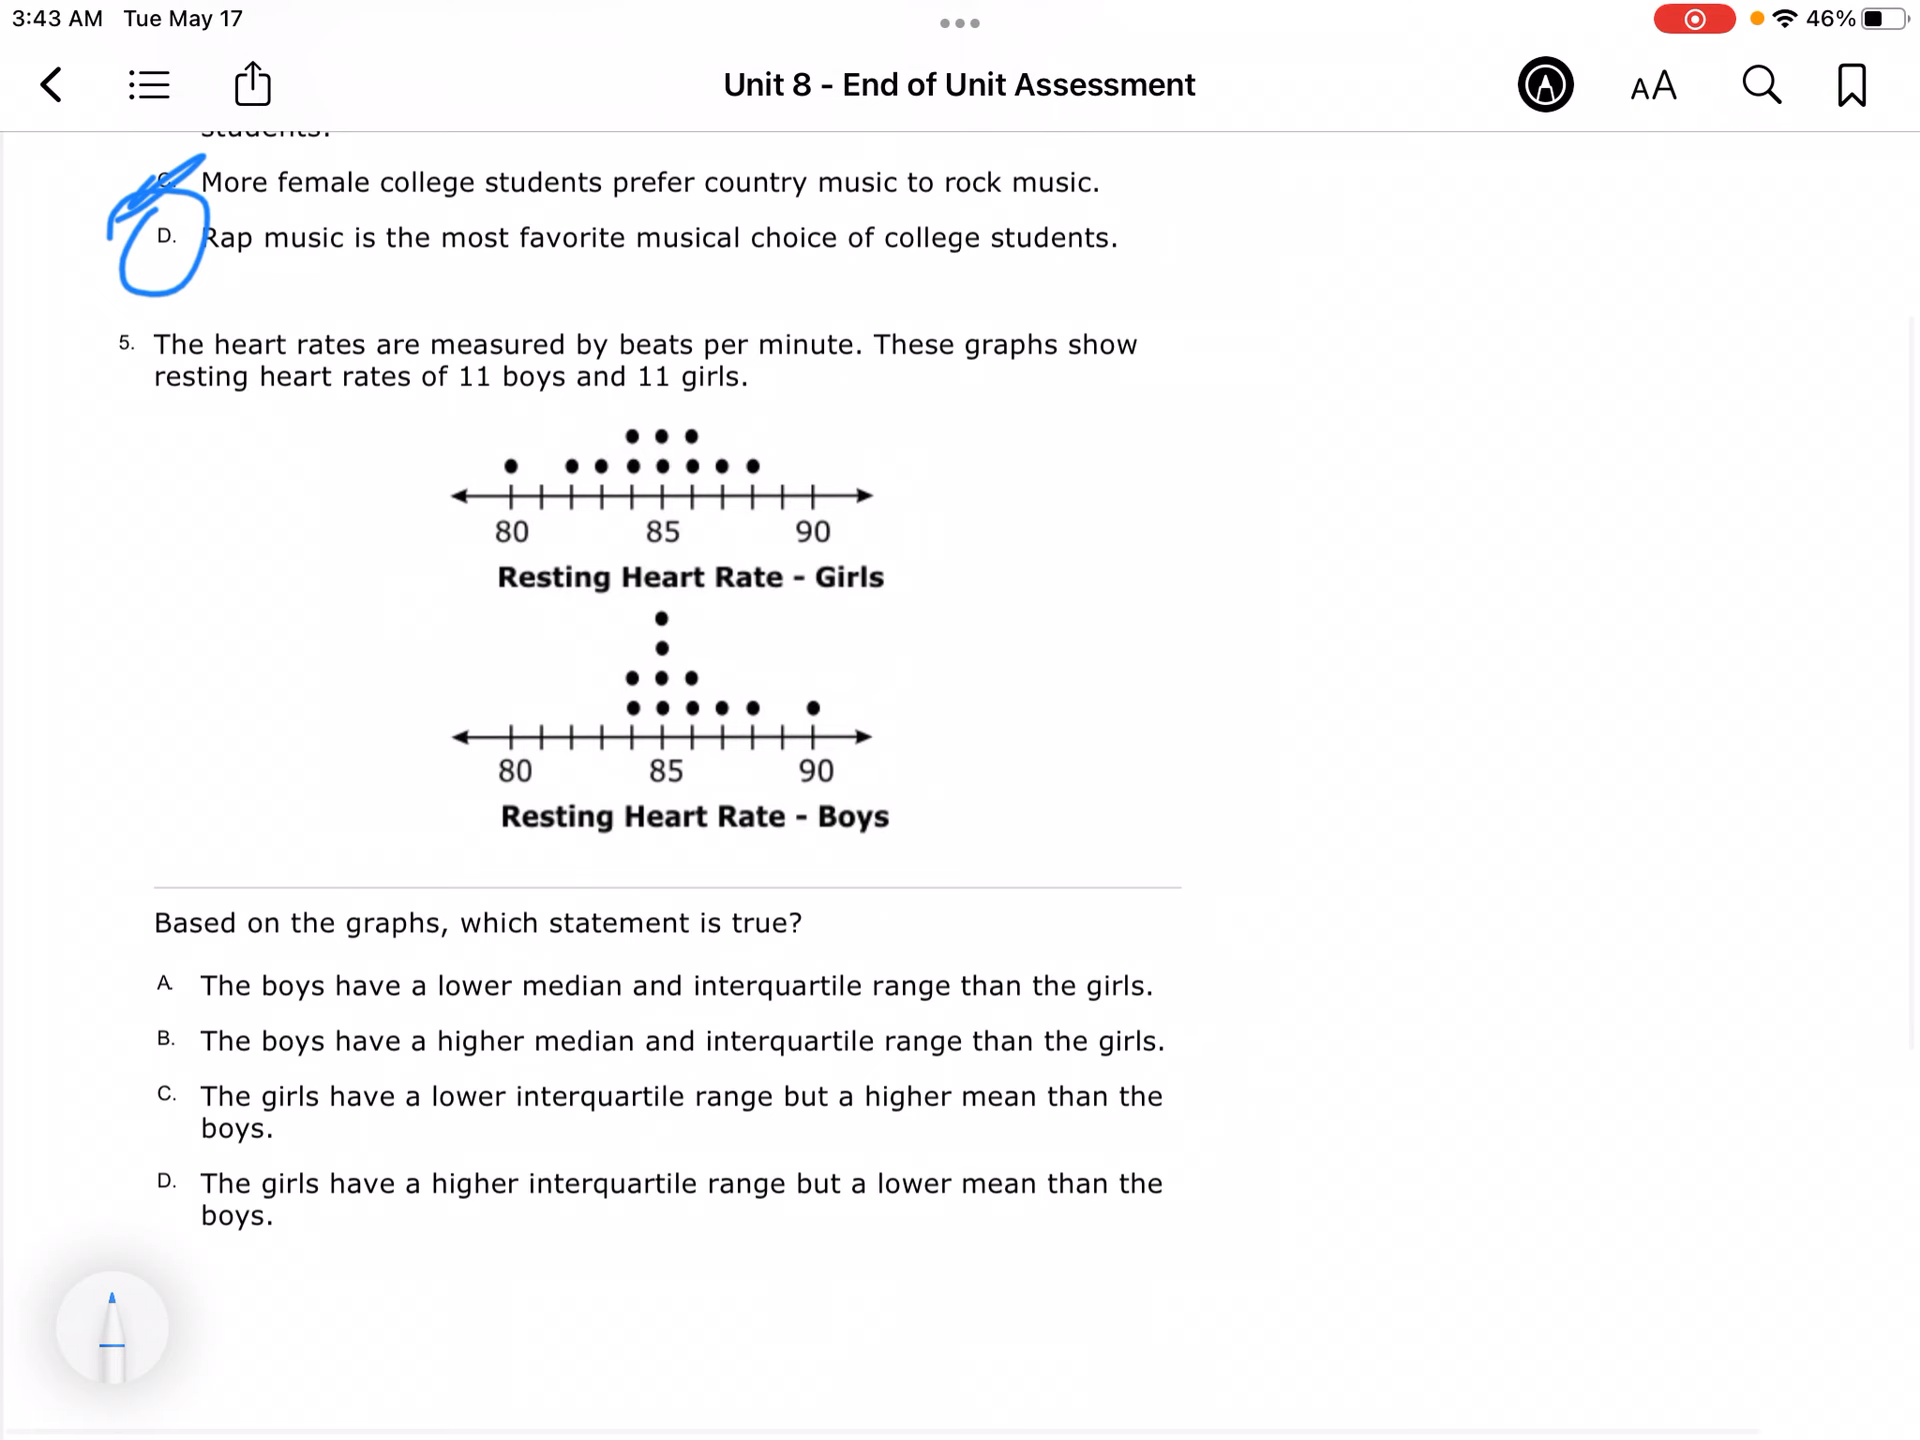 3:43 AM Tue May 17
46%
Unit 8 - End of Unit Assessment
AA
students.
C. More female college students prefer country music to rock music.
D. Rap music is the most favorite musical choice of college students.
5. The heart rates are measured by beats per minute. These graphs show
resting heart rates of 11 boys and 11 girls.
80 85 90
Resting Heart Rate - Girls
80 85 90
Resting Heart Rate - Boys
Based on the graphs, which statement is true?
A. The boys have a lower median and interquartile range than the girls.
B. The boys have a higher median and interquartile range than the girls.
C. The girls have a lower interquartile range but a higher mean than the
boys.
D. The girls have a higher interquartile range but a lower mean than the
boys.